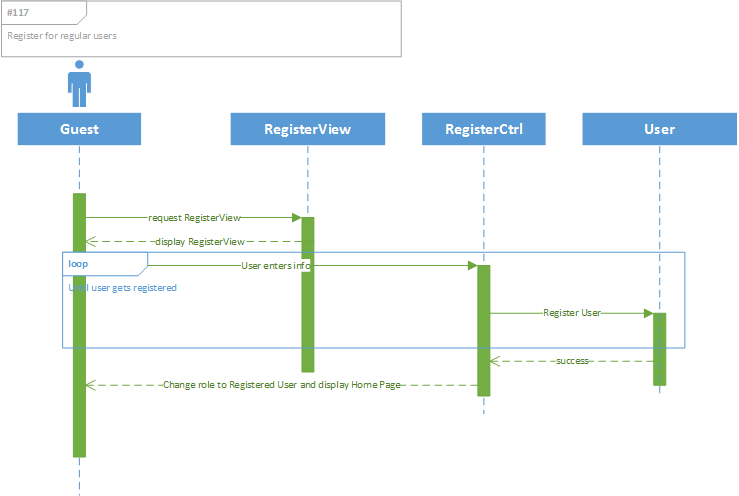 #117
Register for regular users
Guest
RegisterView
RegisterCtrl
User
request RegisterView
display RegisterView
loop
User enters info
Until user gets registered
Register User
success
Change role to Registered User and display Home Page